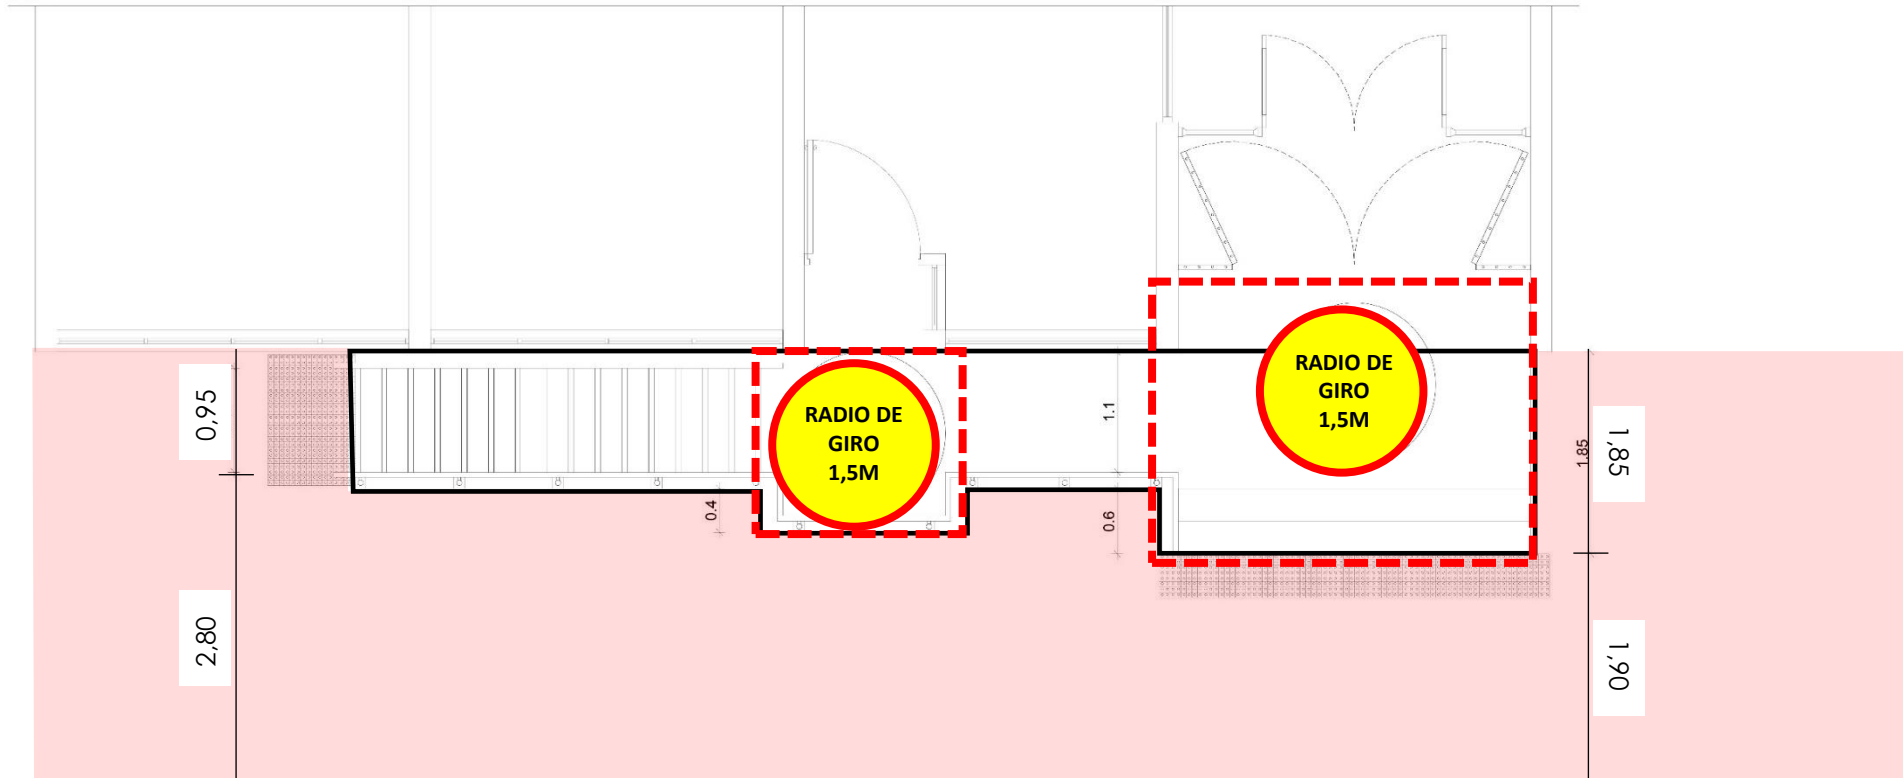 RADIO DE
GIRO
1,5M
RADIO DE
GIRO
1,5M
0,95
2,80
0.4
1.1
0.6
1.85
1,85
1,90